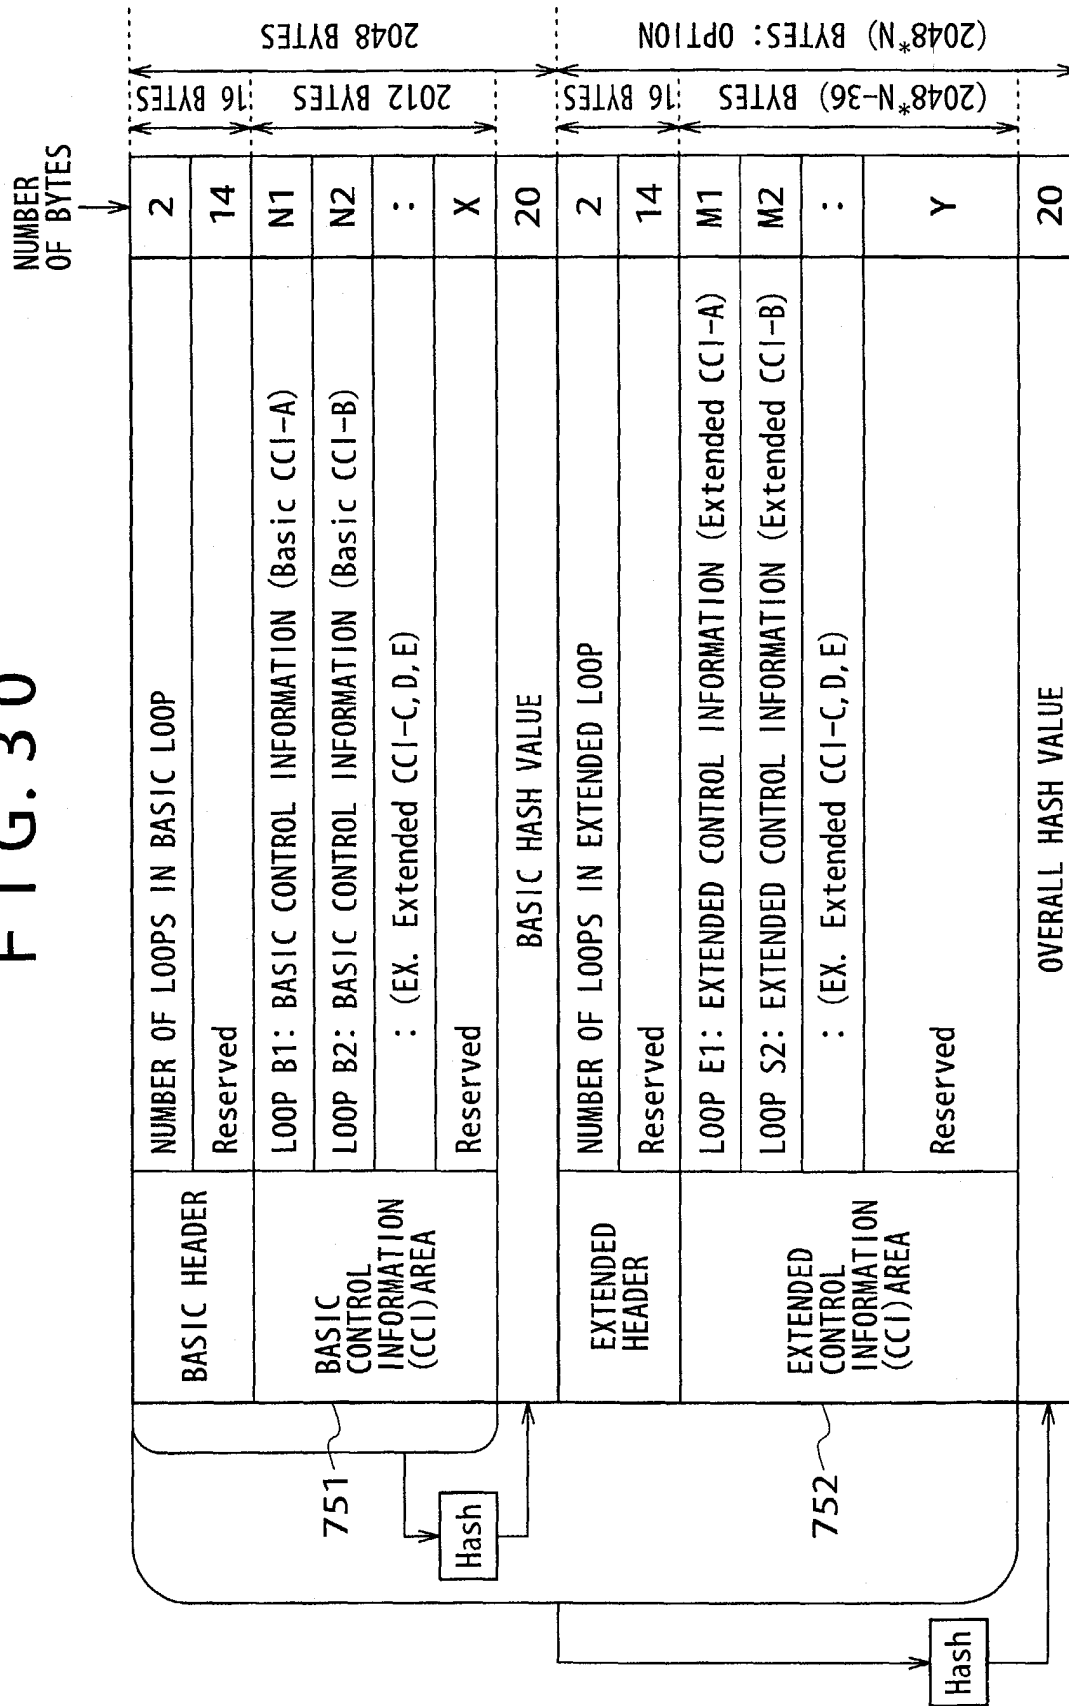 FIG. 30
NUMBER
OF BYTES
BASIC HEADER
NUMBER OF LOOPS IN BASIC LOOP
2
Reserved
14
16 BYTES
BASIC
CONTROL
INFORMATION
(CCI) AREA
LOOP B1: BASIC CONTROL INFORMATION (Basic CCI-A)
N1
LOOP B2: BASIC CONTROL INFORMATION (Basic CCI-B)
N2
: (EX. Extended CCI-C, D, E)
:
Reserved
X
2012 BYTES
BASIC HASH VALUE
20
2048 BYTES
EXTENDED
HEADER
NUMBER OF LOOPS IN EXTENDED LOOP
2
Reserved
14
16 BYTES
EXTENDED
CONTROL
INFORMATION
(CCI) AREA
LOOP E1: EXTENDED CONTROL INFORMATION (Extended CCI-A)
M1
LOOP S2: EXTENDED CONTROL INFORMATION (Extended CCI-B)
M2
: (EX. Extended CCI-C, D, E)
:
Reserved
Y
(2048*N-36) BYTES
OVERALL HASH VALUE
20
(2048*N) BYTES: OPTION
751
Hash
752
Hash